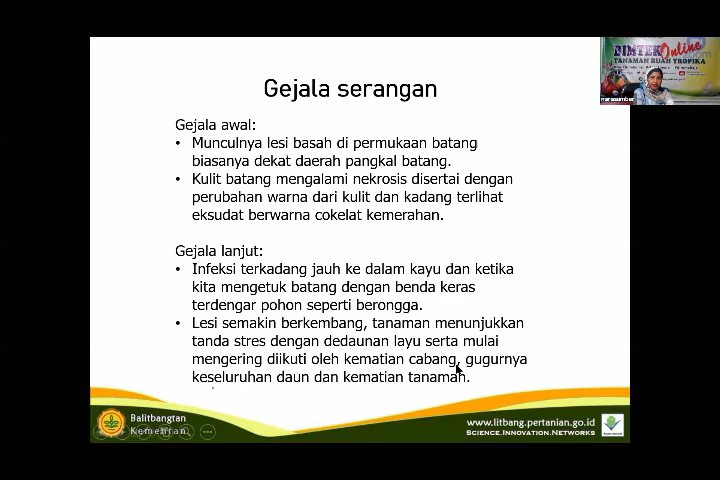 Gejala serangan
BIMTEK Online
TANAMAN BUAH TROPIKA
narasumber
Gejala awal:
• Munculnya lesi basah di permukaan batang
biasanya dekat daerah pangkal batang.
• Kulit batang mengalami nekrosis disertai dengan
perubahan warna dari kulit dan kadang terlihat
eksudat berwarna cokelat kemerahan.
Gejala lanjut:
• Infeksi terkadang jauh ke dalam kayu dan ketika
kita mengetuk batang dengan benda keras
terdengar pohon seperti berongga.
• Lesi semakin berkembang, tanaman menunjukkan
tanda stres dengan dedaunan layu serta mulai
mengering diikuti oleh kematian cabang, gugurnya
keseluruhan daun dan kematian tanaman.
Balitbangtan
www.litbang.pertanian.go.id
SCIENCE.INNOVATION.NETWORKS